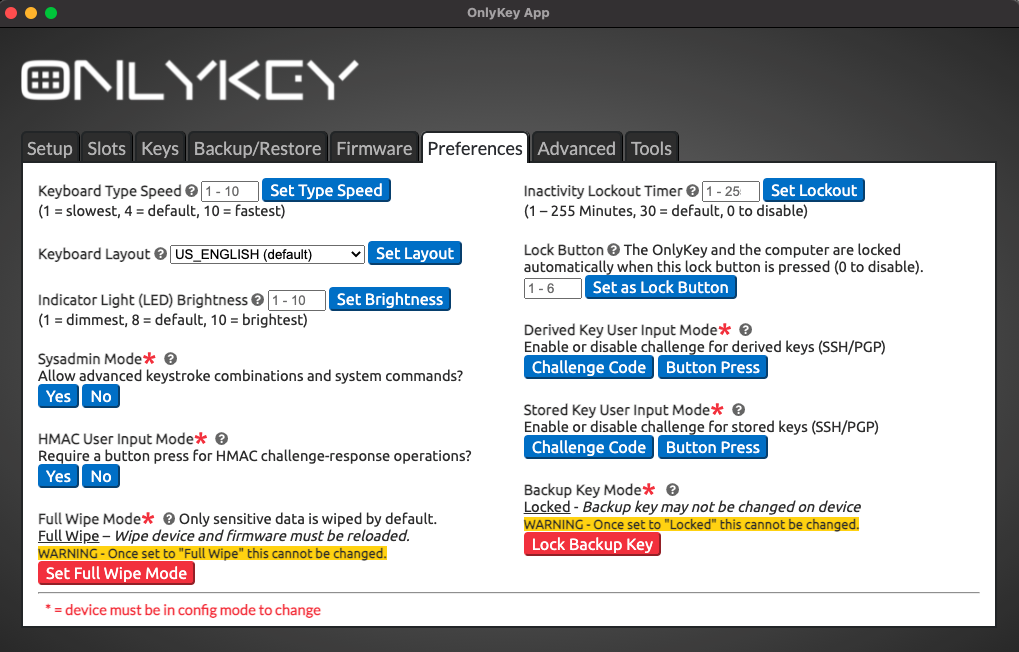 OnlyKey App
ONLYKEY
Setup Slots Keys Backup/Restore Firmware Preferences Advanced Tools
Keyboard Type Speed ? 1 - 10 Set Type Speed
(1 = slowest, 4 = default, 10 = fastest)
Keyboard Layout ? US_ENGLISH (default) Set Layout
Indicator Light (LED) Brightness ? 1 - 10 Set Brightness
(1 = dimmest, 8 = default, 10 = brightest)
Sysadmin Mode* ?
Allow advanced keystroke combinations and system commands?
Yes No
HMAC User Input Mode* ?
Require a button press for HMAC challenge-response operations?
Yes No
Full Wipe Mode* ? Only sensitive data is wiped by default.
Full Wipe – Wipe device and firmware must be reloaded.
WARNING - Once set to "Full Wipe" this cannot be changed.
Set Full Wipe Mode
Inactivity Lockout Timer ? 1 - 25 Set Lockout
(1 – 255 Minutes, 30 = default, 0 to disable)
Lock Button ? The OnlyKey and the computer are locked
automatically when this lock button is pressed (0 to disable).
1 - 6 Set as Lock Button
Derived Key User Input Mode* ?
Enable or disable challenge for derived keys (SSH/PGP)
Challenge Code Button Press
Stored Key User Input Mode* ?
Enable or disable challenge for stored keys (SSH/PGP)
Challenge Code Button Press
Backup Key Mode* ?
Locked - Backup key may not be changed on device
WARNING - Once set to "Locked" this cannot be changed.
Lock Backup Key
* = device must be in config mode to change